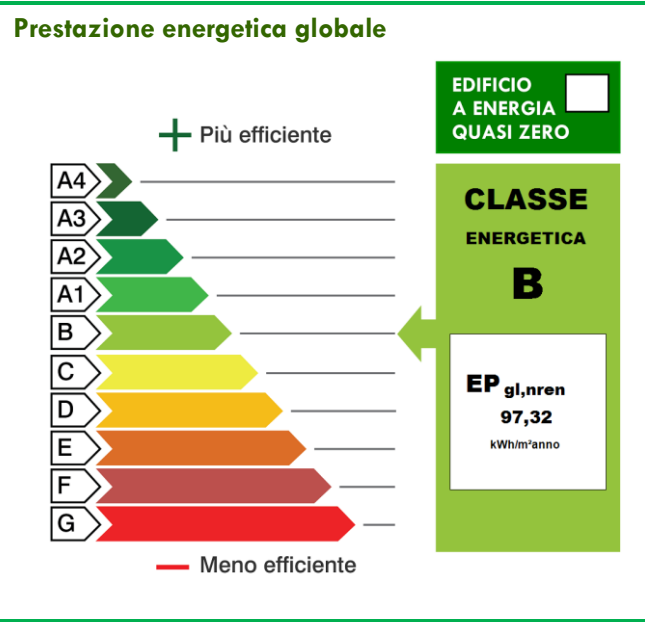 Prestazione energetica globale
EDIFICIO
A ENERGIA
QUASI ZERO
Più efficiente
A4
A3
A2
A1
B
C
D
E
F
G
Meno efficiente
CLASSE
ENERGETICA
B
EP gl,nren
97,32
kWh/m²anno